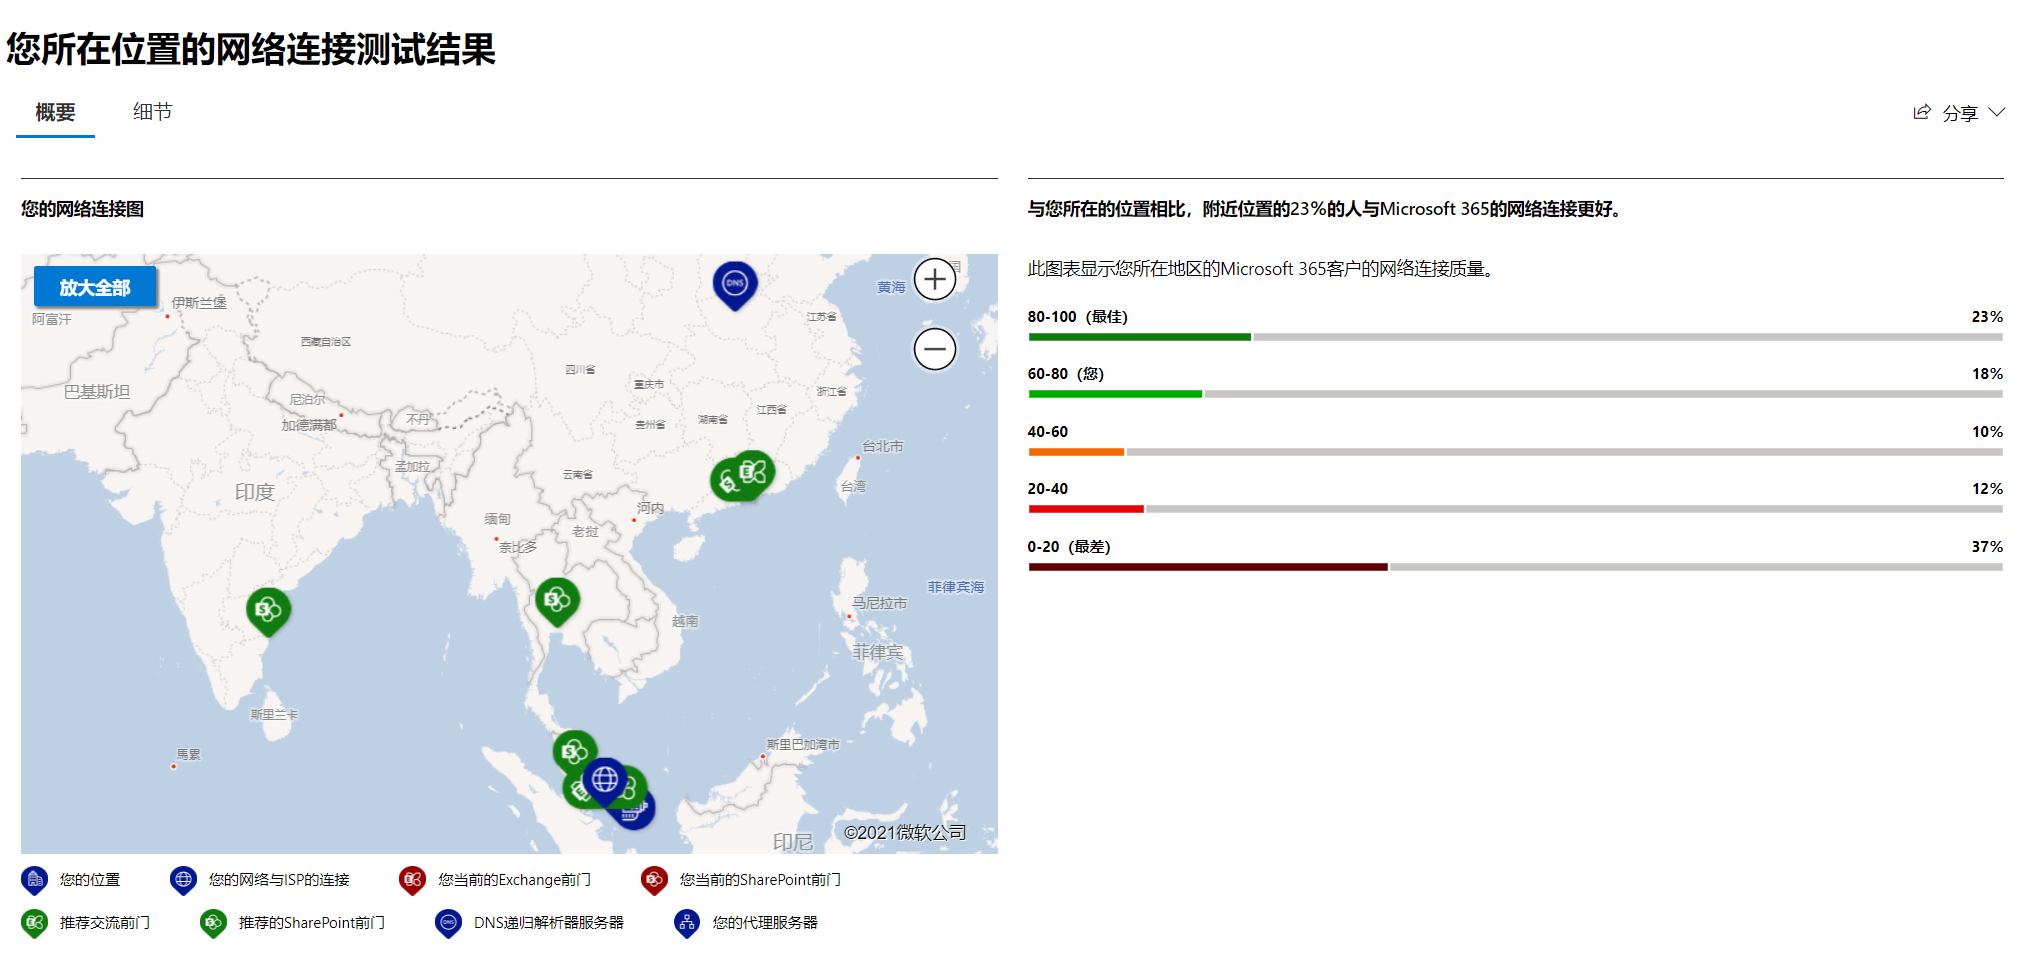 您所在位置的网络连接测试结果
概要
细节
分享
您的网络连接图
放大全部
伊斯兰堡
阿富汗
巴基斯坦
西藏自治区
尼泊尔
加德满都
不丹
孟加拉
印度
缅甸
奈比多
老挝
河内
越南
四川省
重庆市
贵州省
湖南省
江西省
云南省
浙江省
江苏省
黄海
国
DNS
台北市
台湾
菲律宾海
马尼拉市
菲律宾
斯里兰卡
馬累
斯里巴加湾市
印尼
©2021微软公司
您的位置
您的网络与ISP的连接
您当前的Exchange前门
您当前的SharePoint前门
推荐交流前门
推荐的SharePoint前门
DNS递归解析器服务器
您的代理服务器
与您所在的位置相比，附近位置的23%的人与Microsoft 365的网络连接更好。
此图表显示您所在地区的Microsoft 365客户的网络连接质量。
80-100（最佳） 23%
60-80（您） 18%
40-60 10%
20-40 12%
0-20（最差） 37%